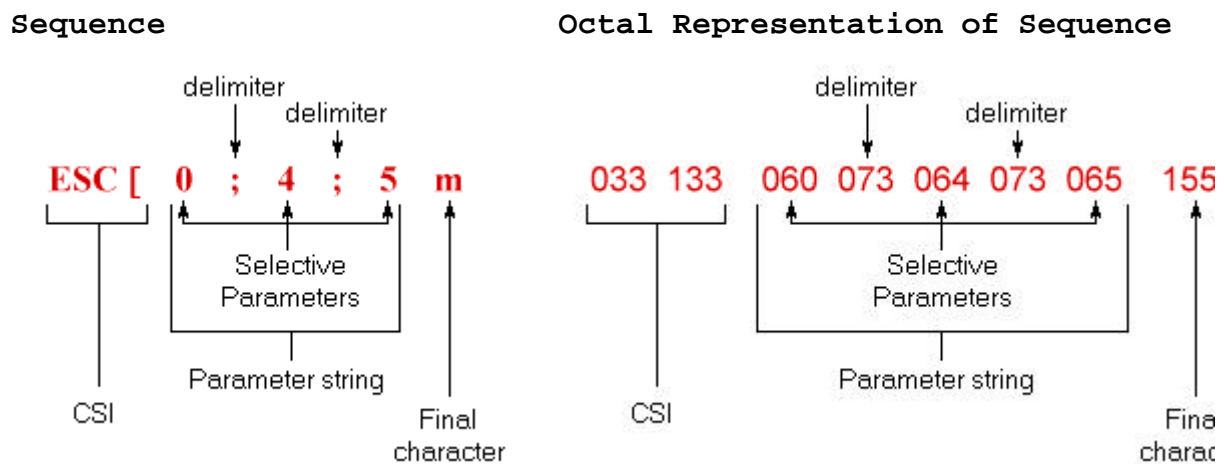 Sequence Octal Representation of Sequence
delimiter delimiter
delimiter delimiter
ESC [ 0 ; 4 ; 5 m 033 133 060 073 064 073 065 155
Selective Selective
Parameters Parameters
Parameter string Parameter string
CSI CSI
Final
character